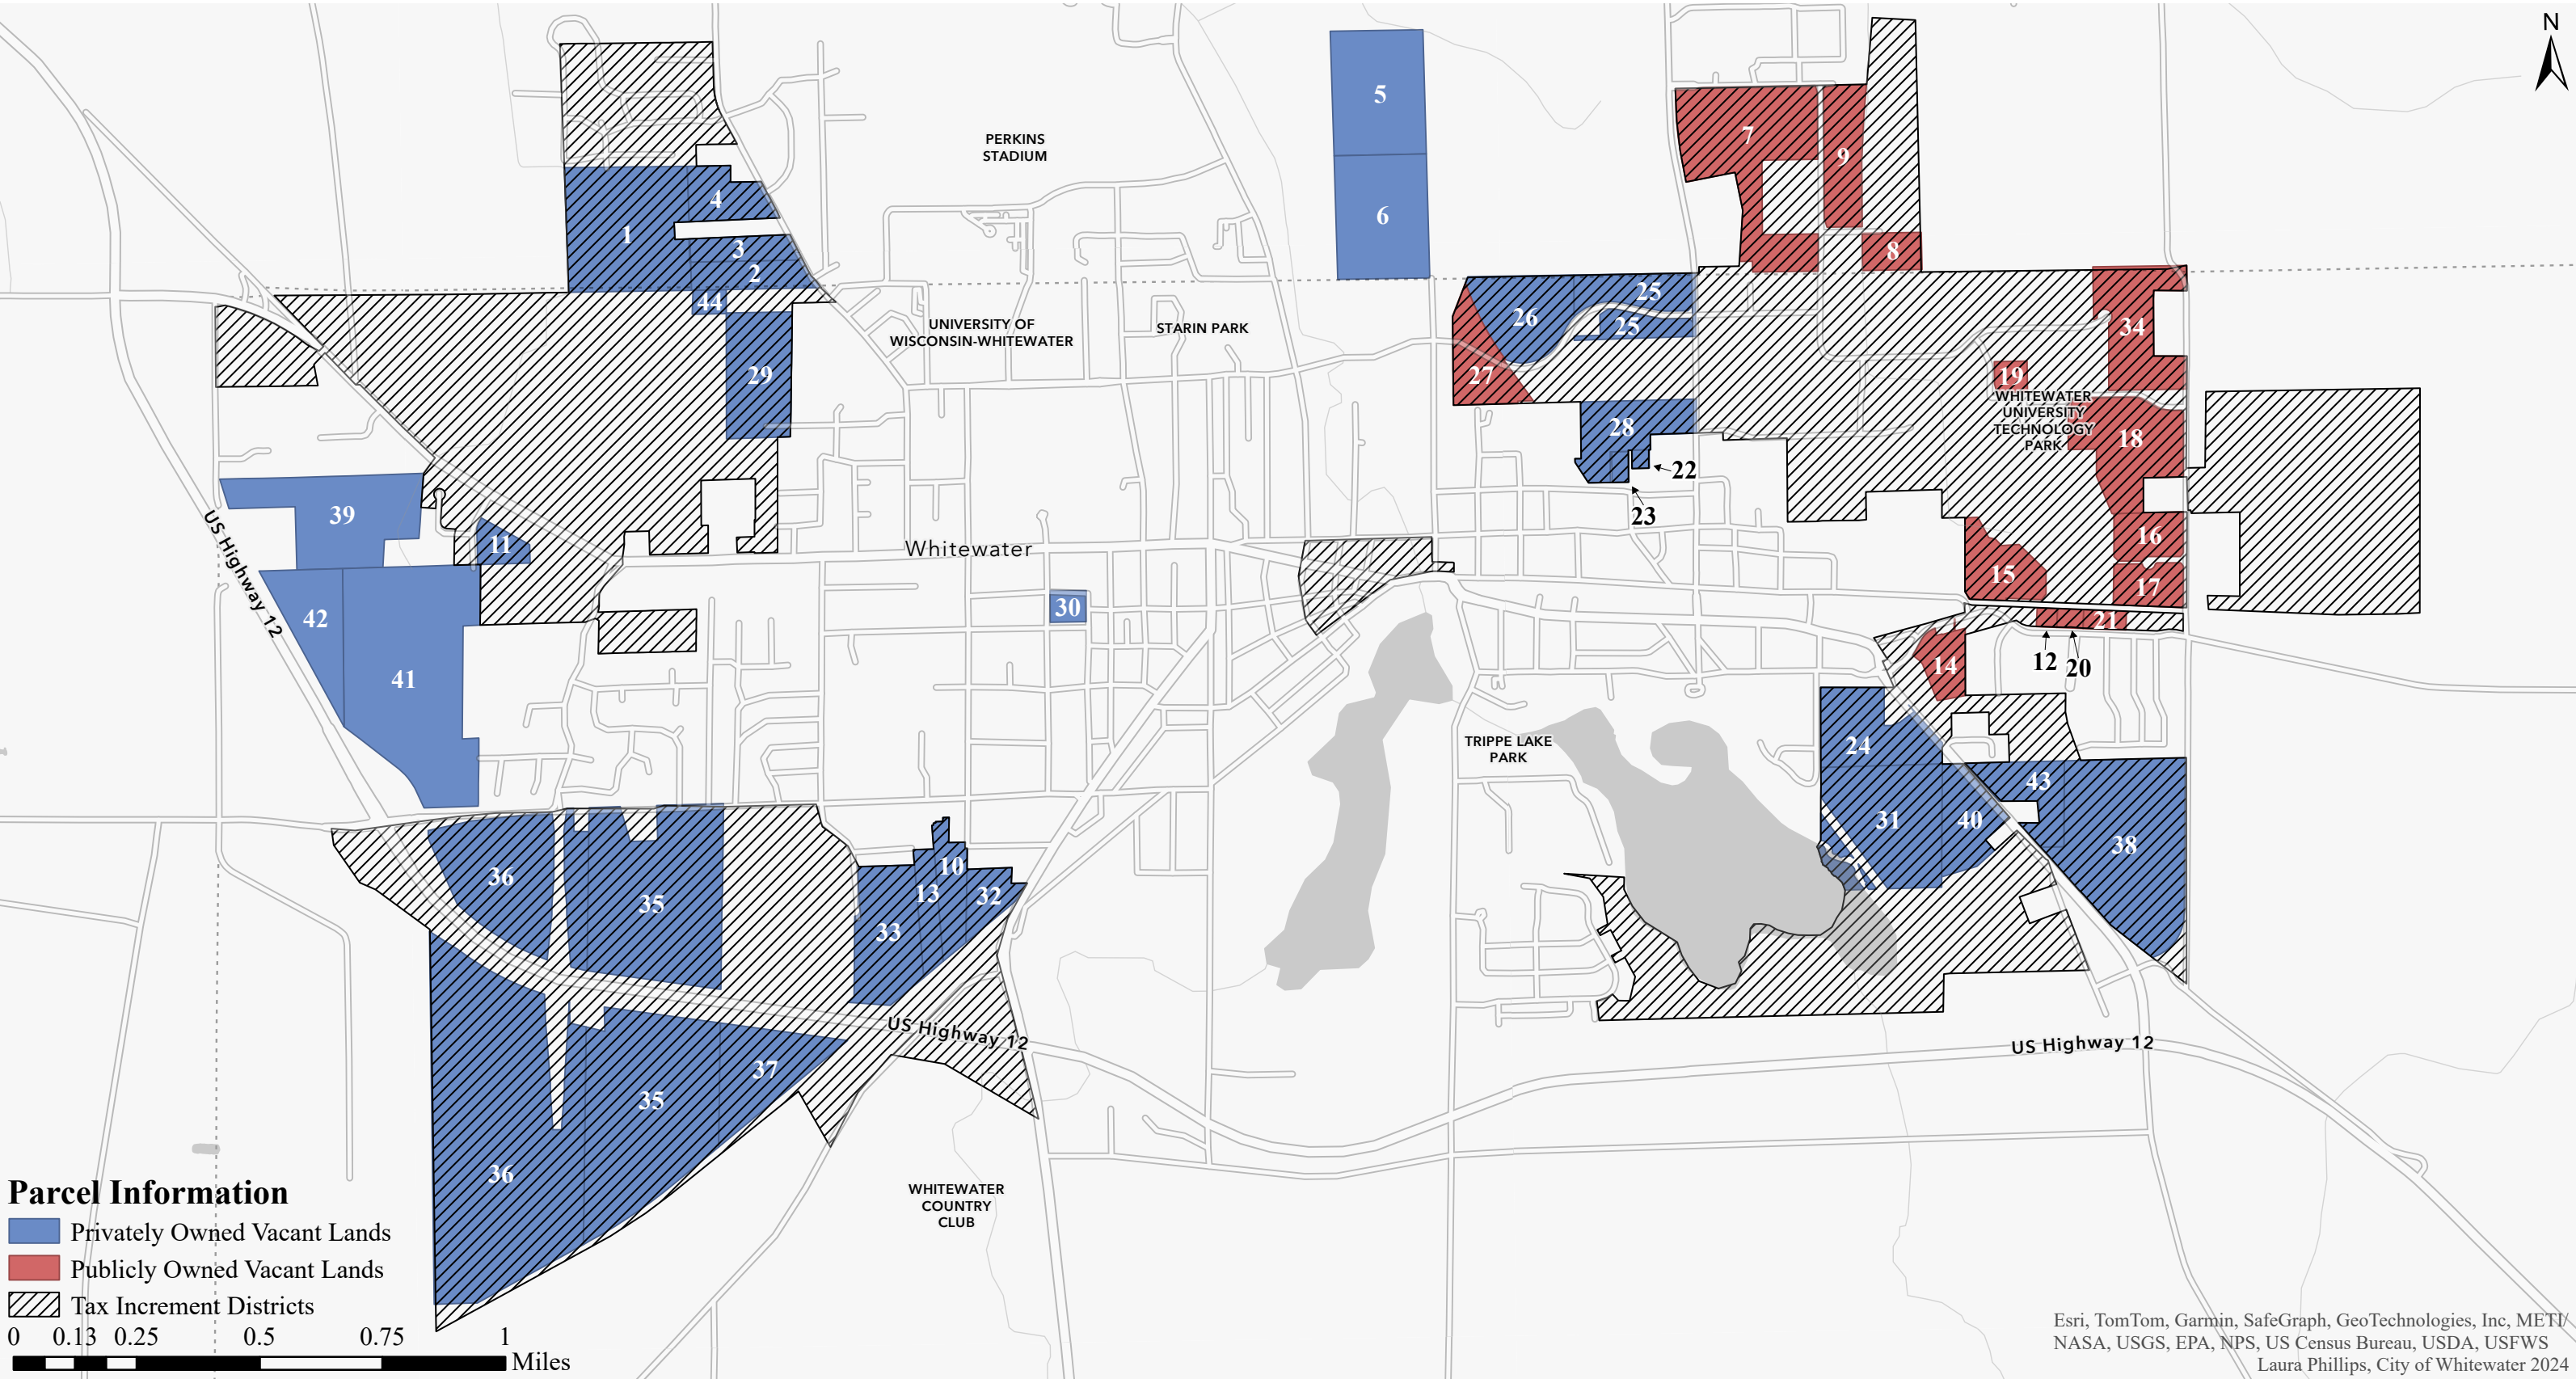 N
5
PERKINS
STADIUM
7
9
4
6
1
3
8
2
44
25
26
25
UNIVERSITY OF
WISCONSIN-WHITEWATER
STARIN PARK
34
29
27
19
WHITEWATER
UNIVERSITY
TECHNOLOGY
PARK
28
18
22
39
23
US Highway 12
11
16
Whitewater
15
17
30
42
21
12
20
14
41
TRIPPE LAKE
PARK
24
43
31
40
38
36
10
13
32
35
33
US Highway 12
US Highway 12
37
35
36
WHITEWATER
COUNTRY
CLUB
Parcel Information
Privately Owned Vacant Lands
Publicly Owned Vacant Lands
Tax Increment Districts
0 0.13 0.25 0.5 0.75 1
Miles
Esri, TomTom, Garmin, SafeGraph, GeoTechnologies, Inc, METI/
NASA, USGS, EPA, NPS, US Census Bureau, USDA, USFWS
Laura Phillips, City of Whitewater 2024